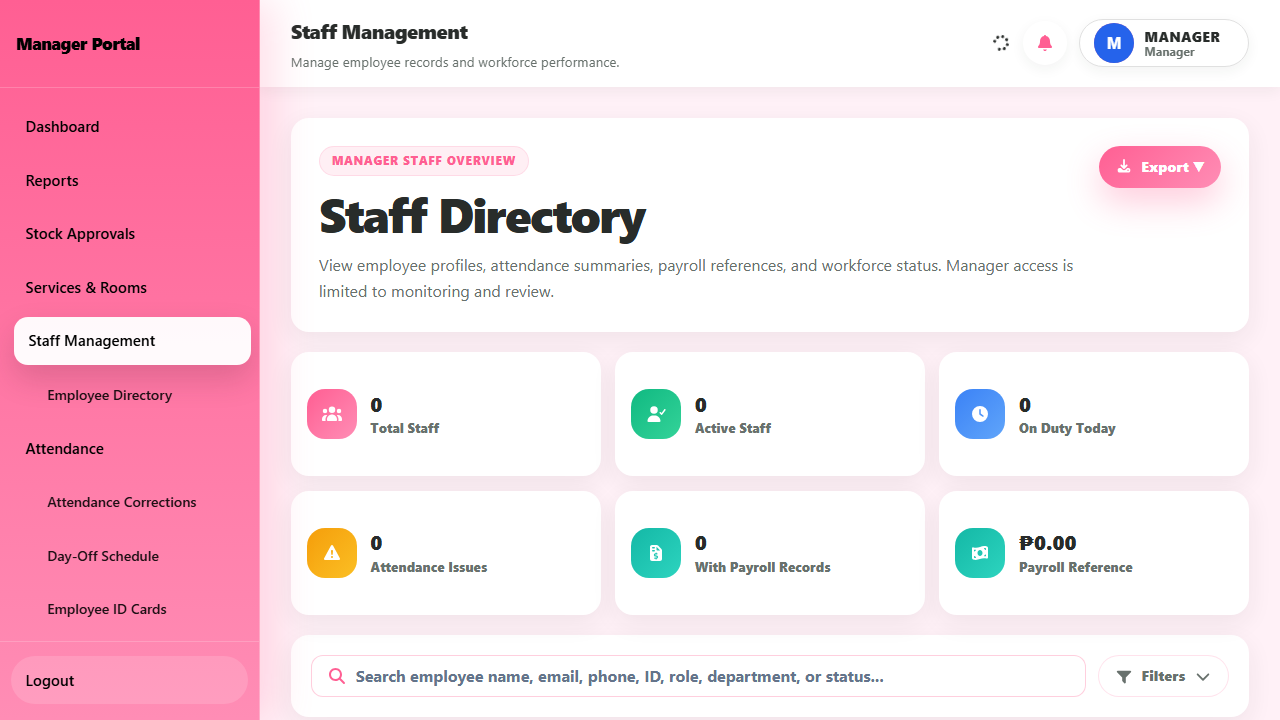 Manager Portal
Dashboard
Reports
Stock Approvals
Services & Rooms
Staff Management
Employee Directory
Attendance
Attendance Corrections
Day-Off Schedule
Employee ID Cards
Logout
Staff Management
Manage employee records and workforce performance.
M
MANAGER
Manager
MANAGER STAFF OVERVIEW
Export ▼
Staff Directory
View employee profiles, attendance summaries, payroll references, and workforce status. Manager access is
limited to monitoring and review.
0
Total Staff
0
Active Staff
0
On Duty Today
0
Attendance Issues
0
With Payroll Records
₱0.00
Payroll Reference
Search employee name, email, phone, ID, role, department, or status...
Filters